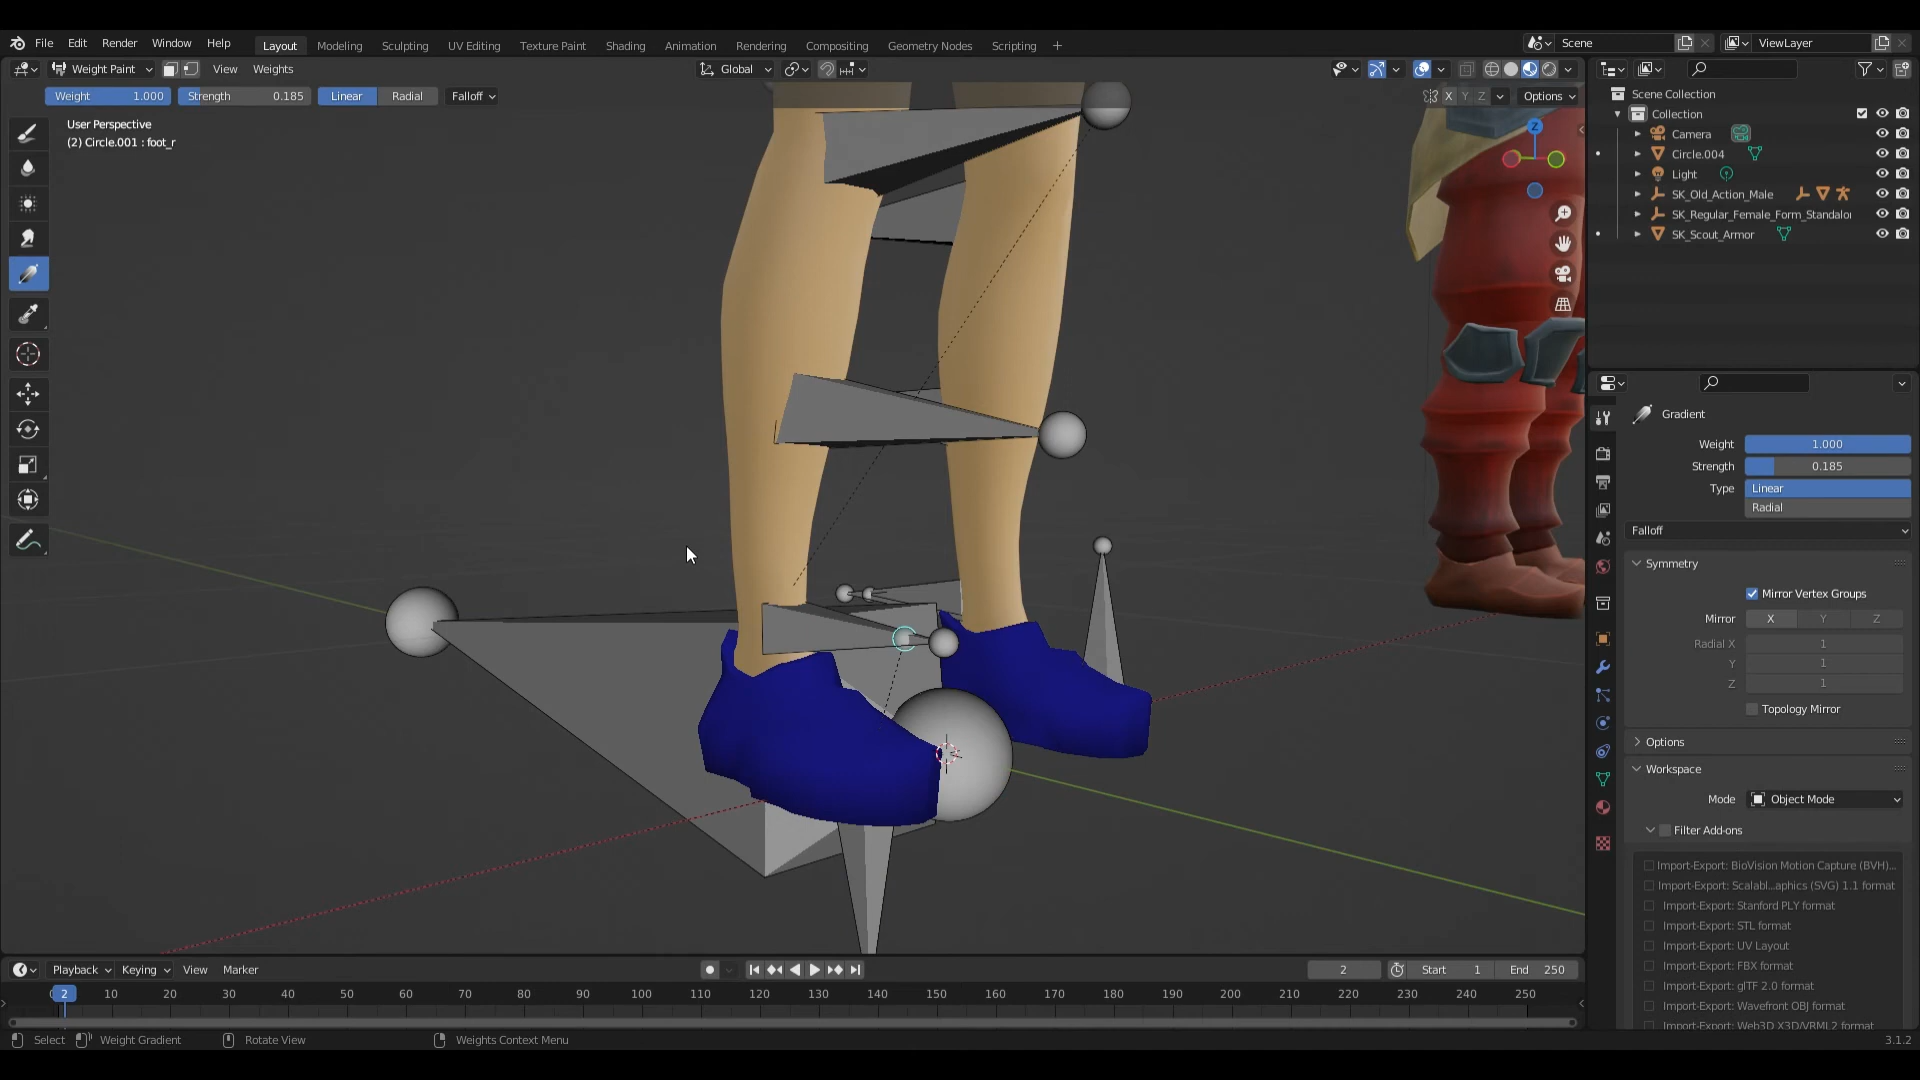 File Edit Render Window Help Layout Modeling Sculpting UV Editing Texture Paint Shading Animation Rendering Compositing Geometry Nodes Scripting + Scene ViewLayer
Weight Paint View Weights Global
Weight 1.000 Strength 0.185 Linear Radial Falloff X Y Z Options
User Perspective
(2) Circle.001 : foot_r
Z
Scene Collection
Collection
Camera
Circle.004
Light
SK_Old_Action_Male
SK_Regular_Female_Form_Standalo
SK_Scout_Armor
Gradient
Weight 1.000
Strength 0.185
Type Linear
Radial
Falloff
Symmetry
Mirror Vertex Groups
Mirror X Y Z
Radial X 1
Y 1
Z 1
Topology Mirror
Options
Workspace
Mode Object Mode
Filter Add-ons
Import-Export: BioVision Motion Capture (BVH)...
Import-Export: Scalabl...aphics (SVG) 1.1 format
Import-Export: Stanford PLY format
Import-Export: STL format
Import-Export: UV Layout
Import-Export: FBX format
Import-Export: glTF 2.0 format
Import-Export: Wavefront OBJ format
Import-Export: Web3D X3D/VRML2 format
Playback Keying View Marker 2 Start 1 End 250
2 10 20 30 40 50 60 70 80 90 100 110 120 130 140 150 160 170 180 190 200 210 220 230 240 250
Select Weight Gradient Rotate View Weights Context Menu 3.1.2